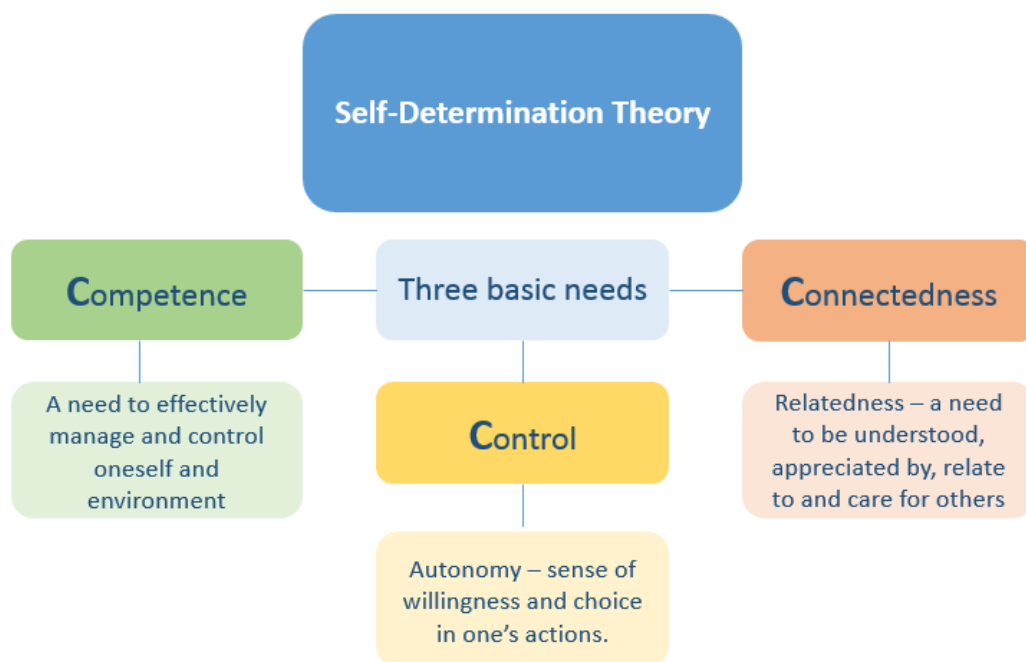 Self-Determination Theory
Competence
Three basic needs
Connectedness
A need to effectively
manage and control
oneself and
environment
Control
Relatedness – a need
to be understood,
appreciated by, relate
to and care for others
Autonomy – sense of
willingness and choice
in one’s actions.